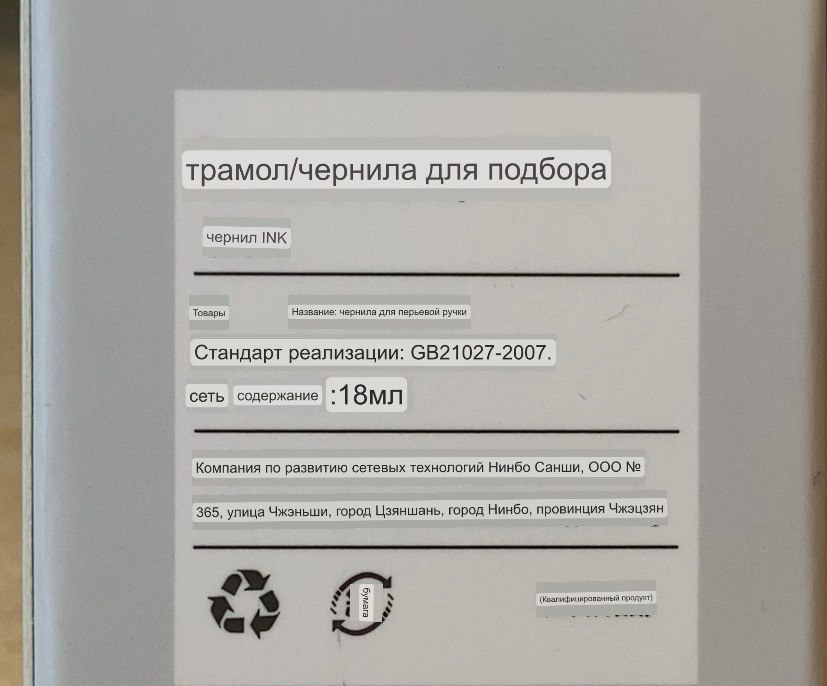 трамол/чернила для подбора
чернил INK
Товары Название: чернила для перьевой ручки
Стандарт реализации: GB21027-2007.
сеть содержание :18мл
Компания по развитию сетевых технологий Нинбо Санши, ООО №
365, улица Чжэньши, город Цзяншань, город Нинбо, провинция Чжэцзян
бумага
(Квалифицированный продукт)